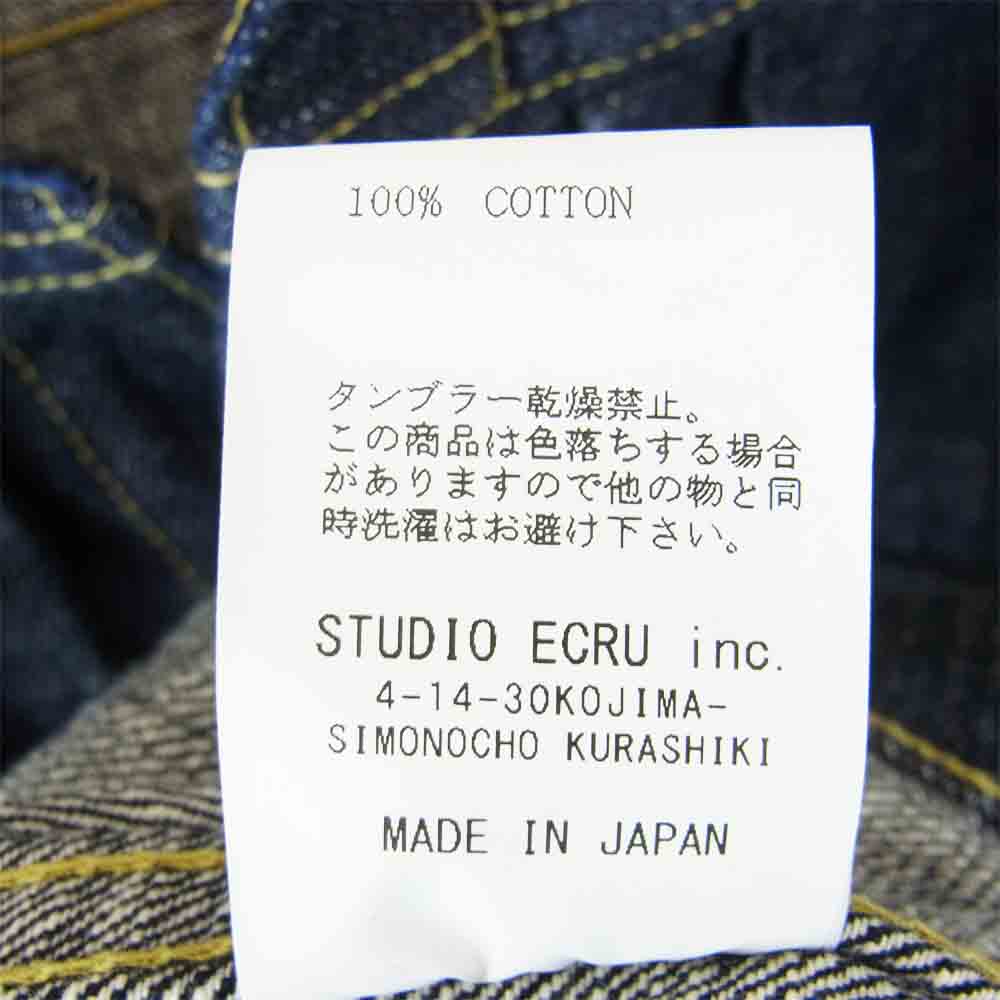 100% COTTON
タンブラー乾燥禁止。
この商品は色落ちする場合
がありますので他の物と同
時洗濯はお避け下さい。
STUDIO ECRU inc.
4-14-30KOJIMA-
SIMONOCHO KURASHIKI
MADE IN JAPAN